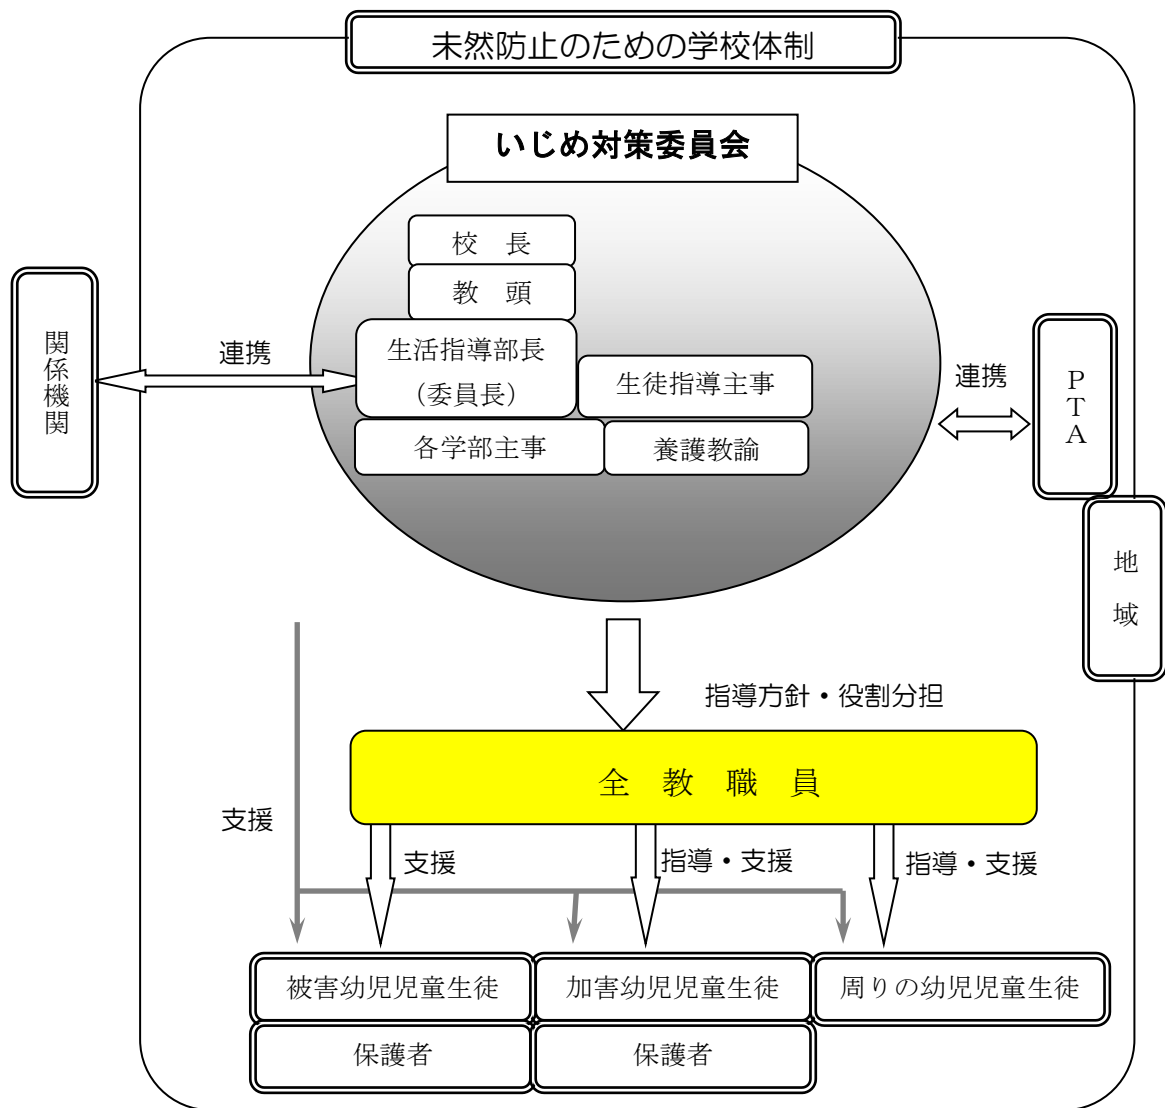 未然防止のための学校体制
いじめ対策委員会
校　長
教　頭
生活指導部長
（委員長）
生徒指導主事
各学部主事
養護教諭
関係機関
連携
連携
ＰＴＡ
地域
指導方針・役割分担
全　教　職　員
支援
支援
指導・支援
指導・支援
被害幼児児童生徒
加害幼児児童生徒
周りの幼児児童生徒
保護者
保護者